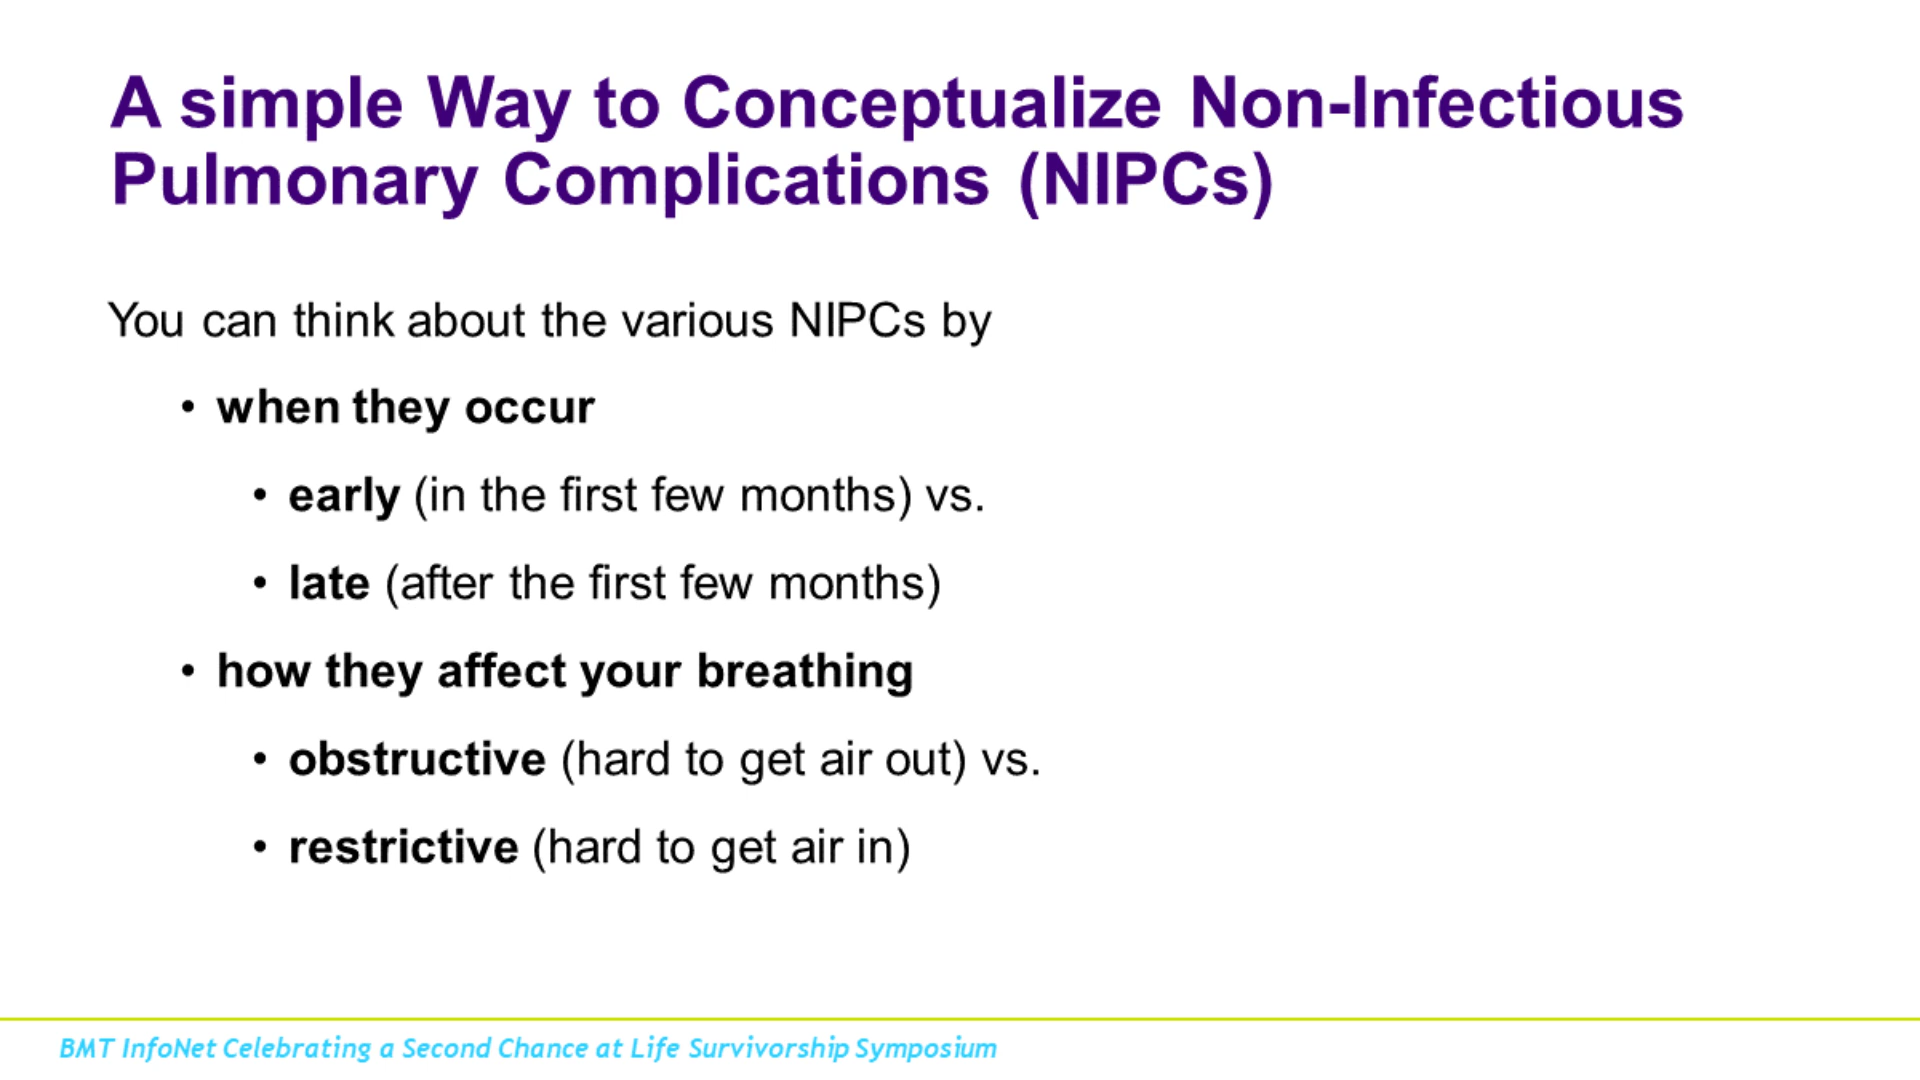 A simple Way to Conceptualize Non-Infectious
Pulmonary Complications (NIPCs)
You can think about the various NIPCs by
• when they occur
• early (in the first few months) vs.
• late (after the first few months)
• how they affect your breathing
• obstructive (hard to get air out) vs.
• restrictive (hard to get air in)
BMT InfoNet Celebrating a Second Chance at Life Survivorship Symposium